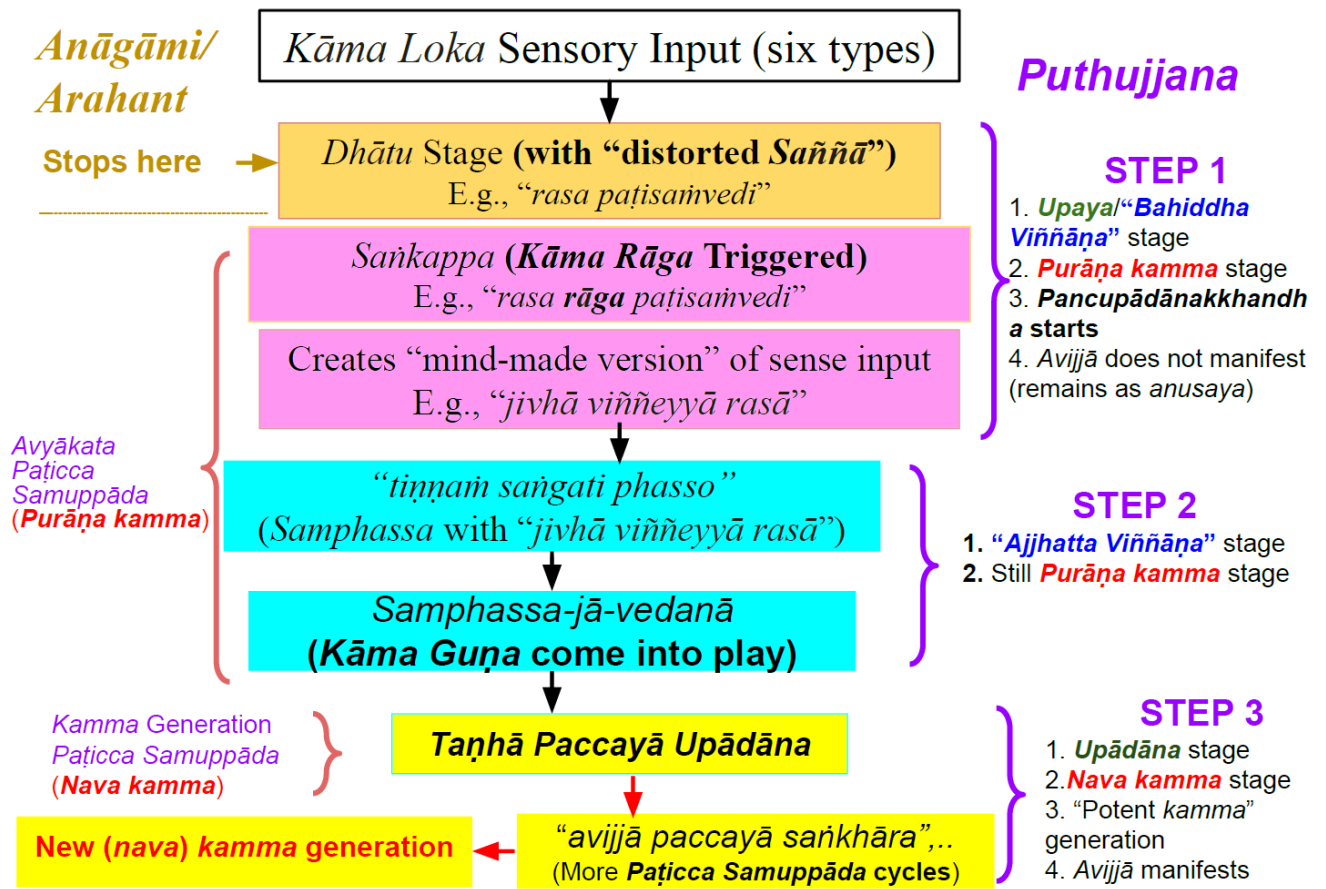 Anāgāmi/
Arahant
Stops here
Kāma Loka Sensory Input (six types)
Puthujjana
Dhātu Stage (with “distorted Saññā”)
E.g., “rasa paṭisaṁvedi”
Saṅkappa (Kāma Rāga Triggered)
E.g., “rasa rāga paṭisaṁvedi”
Creates “mind-made version” of sense input
E.g., “jivhā viññeyyā rasā”
STEP 1
1. Upaya/“Bahiddha
Viññāṇa” stage
2. Purāṇa kamma stage
3. Pancupādānakkhandh
a starts
4. Avijjā does not manifest
(remains as anusaya)
Avyākata
Paṭicca
Samuppāda
(Purāṇa kamma)
“tiṇṇaṁ saṅgati phasso”
(Samphassa with “jivhā viññeyyā rasā”)
Samphassa-jā-vedanā
(Kāma Guṇa come into play)
STEP 2
1. “Ajjhatta Viññāṇa” stage
2. Still Purāṇa kamma stage
Kamma Generation
Paṭicca Samuppāda
(Nava kamma)
Taṇhā Paccayā Upādāna
“avijjā paccayā saṅkhāra”,..
(More Paṭicca Samuppāda cycles)
New (nava) kamma generation
STEP 3
1. Upādāna stage
2.Nava kamma stage
3. “Potent kamma”
generation
4. Avijjā manifests